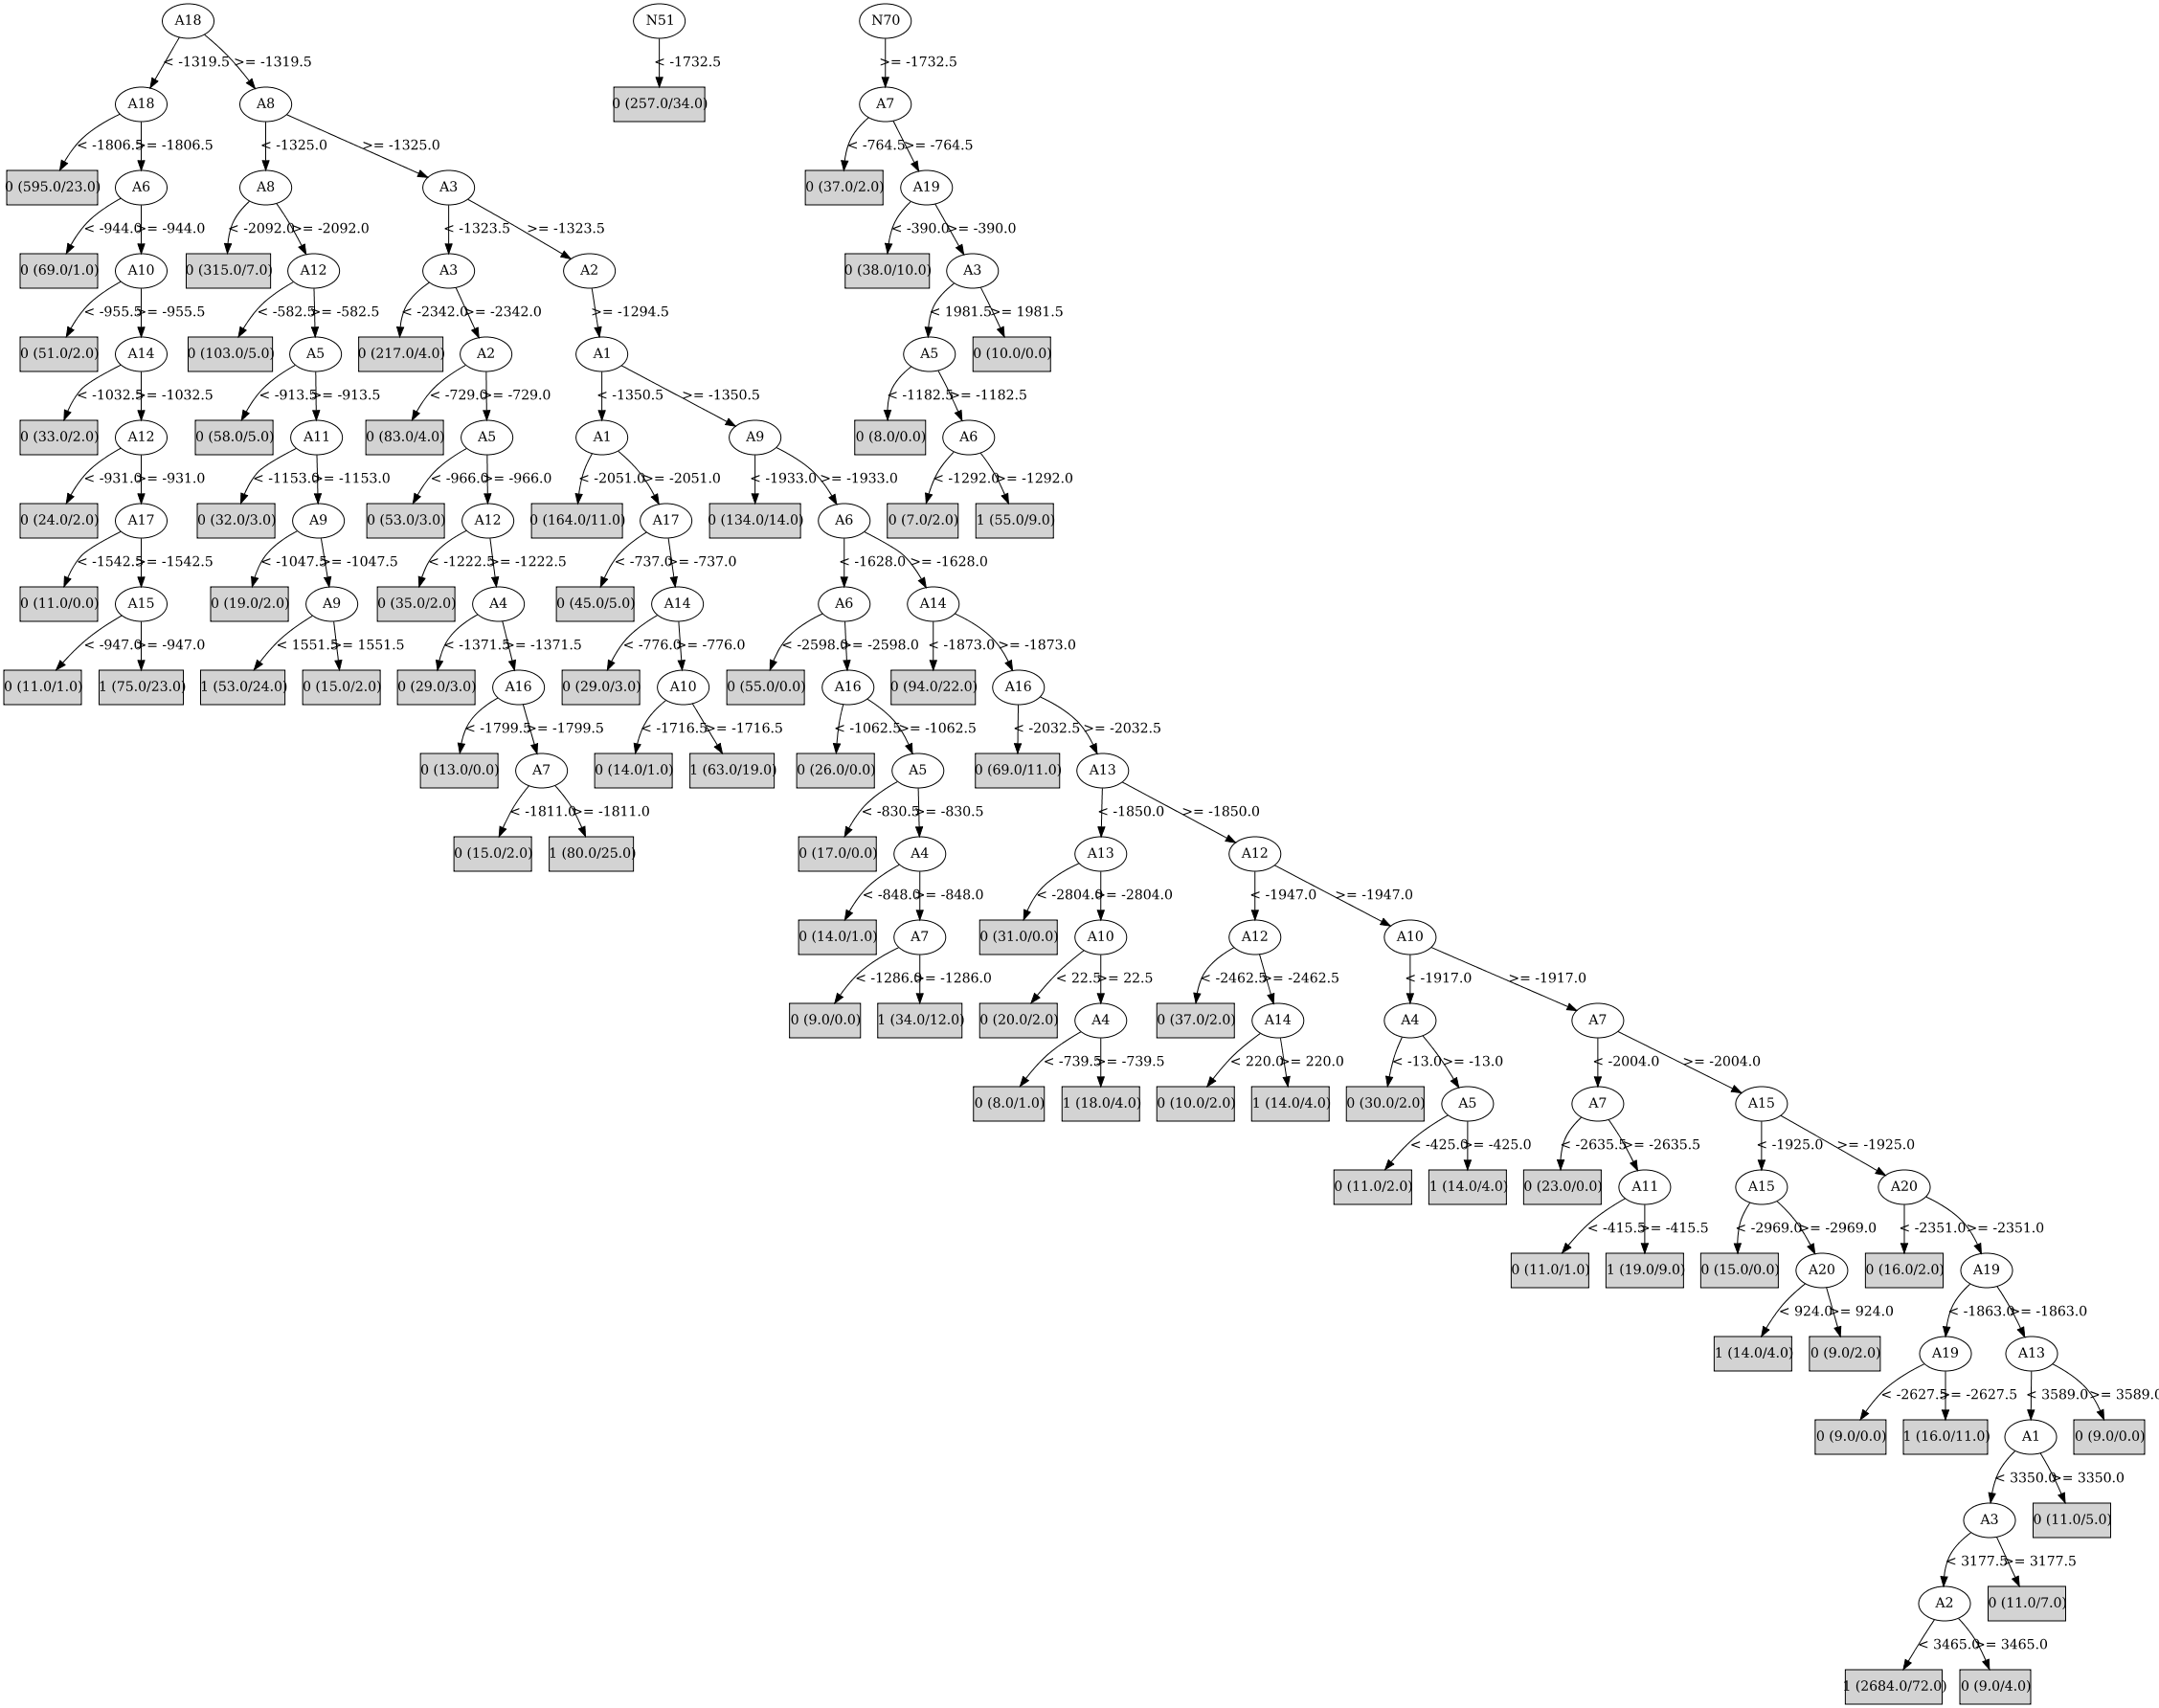 A18 N51 N70
< -1319.5 >= -1319.5 < -1732.5 >= -1732.5
A18 A8 0 (257.0/34.0) A7
< -1806.5 >= -1806.5 < -1325.0 >= -1325.0 < -764.5 >= -764.5
0 (595.0/23.0) A6 A8 A3 0 (37.0/2.0) A19
< -944.0 >= -944.0 < -2092.0 >= -2092.0 < -1323.5 >= -1323.5 < -390.0 >= -390.0
0 (69.0/1.0) A10 0 (315.0/7.0) A12 A3 A2 0 (38.0/10.0) A3
< -955.5 >= -955.5 < -582.5 >= -582.5 < -2342.0 >= -2342.0 >= -1294.5 < 1981.5 >= 1981.5
0 (51.0/2.0) A14 0 (103.0/5.0) A5 0 (217.0/4.0) A2 A1 A5 0 (10.0/0.0)
< -1032.5 >= -1032.5 < -913.5 >= -913.5 < -729.0 >= -729.0 < -1350.5 >= -1350.5 < -1182.5 >= -1182.5
0 (33.0/2.0) A12 0 (58.0/5.0) A11 0 (83.0/4.0) A5 A1 A9 0 (8.0/0.0) A6
< -931.0 >= -931.0 < -1153.0 >= -1153.0 < -966.0 >= -966.0 < -2051.0 >= -2051.0 < -1933.0 >= -1933.0 < -1292.0 >= -1292.0
0 (24.0/2.0) A17 0 (32.0/3.0) A9 0 (53.0/3.0) A12 0 (164.0/11.0) A17 0 (134.0/14.0) A6 0 (7.0/2.0) 1 (55.0/9.0)
< -1542.5 >= -1542.5 < -1047.5 >= -1047.5 < -1222.5 >= -1222.5 < -737.0 >= -737.0 < -1628.0 >= -1628.0
0 (11.0/0.0) A15 0 (19.0/2.0) A9 0 (35.0/2.0) A4 0 (45.0/5.0) A14 A6 A14
< -947.0 >= -947.0 < 1551.5 >= 1551.5 < -1371.5 >= -1371.5 < -776.0 >= -776.0 < -2598.0 >= -2598.0 < -1873.0 >= -1873.0
0 (11.0/1.0) 1 (75.0/23.0) 1 (53.0/24.0) 0 (15.0/2.0) 0 (29.0/3.0) A16 0 (29.0/3.0) A10 0 (55.0/0.0) A16 0 (94.0/22.0) A16
< -1799.5 >= -1799.5 < -1716.5 >= -1716.5 < -1062.5 >= -1062.5 < -2032.5 >= -2032.5
0 (13.0/0.0) A7 0 (14.0/1.0) 1 (63.0/19.0) 0 (26.0/0.0) A5 0 (69.0/11.0) A13
< -1811.0 >= -1811.0 < -830.5 >= -830.5 < -1850.0 >= -1850.0
0 (15.0/2.0) 1 (80.0/25.0) 0 (17.0/0.0) A4 A13 A12
< -848.0 >= -848.0 < -2804.0 >= -2804.0 < -1947.0 >= -1947.0
0 (14.0/1.0) A7 0 (31.0/0.0) A10 A12 A10
< -1286.0 >= -1286.0 < 22.5 >= 22.5 < -2462.5 >= -2462.5 < -1917.0 >= -1917.0
0 (9.0/0.0) 1 (34.0/12.0) 0 (20.0/2.0) A4 0 (37.0/2.0) A14 A4 A7
< -739.5 >= -739.5 < 220.0 >= 220.0 < -13.0 >= -13.0 < -2004.0 >= -2004.0
0 (8.0/1.0) 1 (18.0/4.0) 0 (10.0/2.0) 1 (14.0/4.0) 0 (30.0/2.0) A5 A7 A15
< -425.0 >= -425.0 < -2635.5 >= -2635.5 < -1925.0 >= -1925.0
0 (11.0/2.0) 1 (14.0/4.0) 0 (23.0/0.0) A11 A15 A20
< -415.5 >= -415.5 < -2969.0 >= -2969.0 < -2351.0 >= -2351.0
0 (11.0/1.0) 1 (19.0/9.0) 0 (15.0/0.0) A20 0 (16.0/2.0) A19
< 924.0 >= 924.0 < -1863.0 >= -1863.0
1 (14.0/4.0) 0 (9.0/2.0) A19 A13
< -2627.5 >= -2627.5 < 3589.0 >= 3589.0
0 (9.0/0.0) 1 (16.0/11.0) A1 0 (9.0/0.0)
< 3350.0 >= 3350.0
A3 0 (11.0/5.0)
< 3177.5 >= 3177.5
A2 0 (11.0/7.0)
< 3465.0 >= 3465.0
1 (2684.0/72.0) 0 (9.0/4.0)